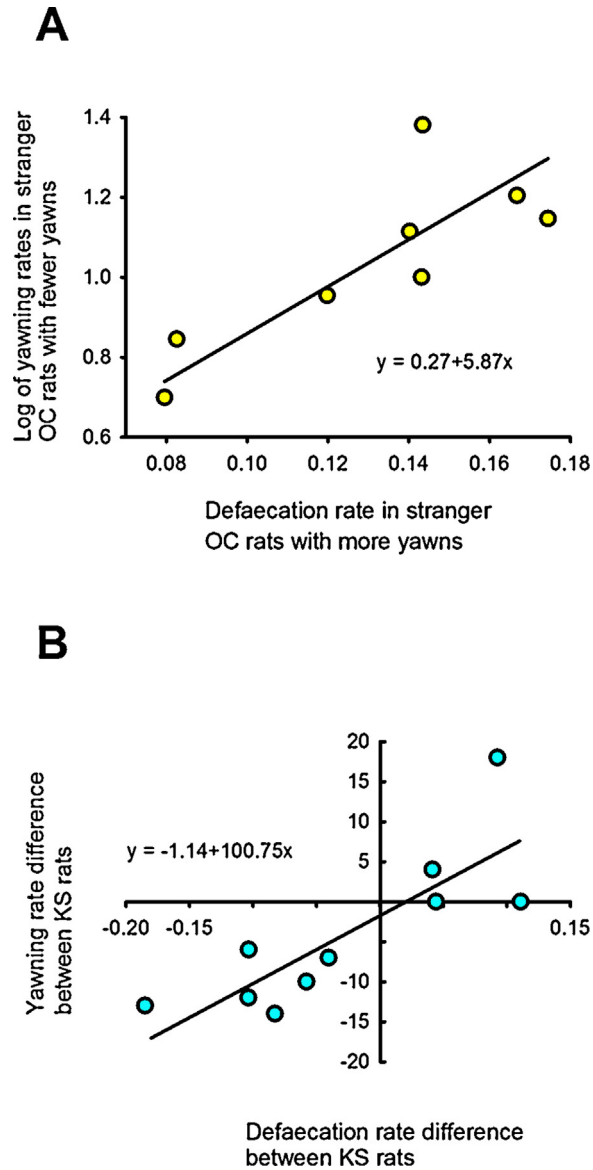 A
Log of yawning rates in stranger
OC rats with fewer yawns
1.4
1.2
1.0
0.8
0.6
y = 0.27+5.87x
0.08 0.10 0.12 0.14 0.16 0.18
Defaecation rate in stranger
OC rats with more yawns
B
Yawning rate difference
between KS rats
20
15
10
5
y = -1.14+100.75x
-0.20 -0.15 0.15
-10
-15
-20
Defaecation rate difference
between KS rats